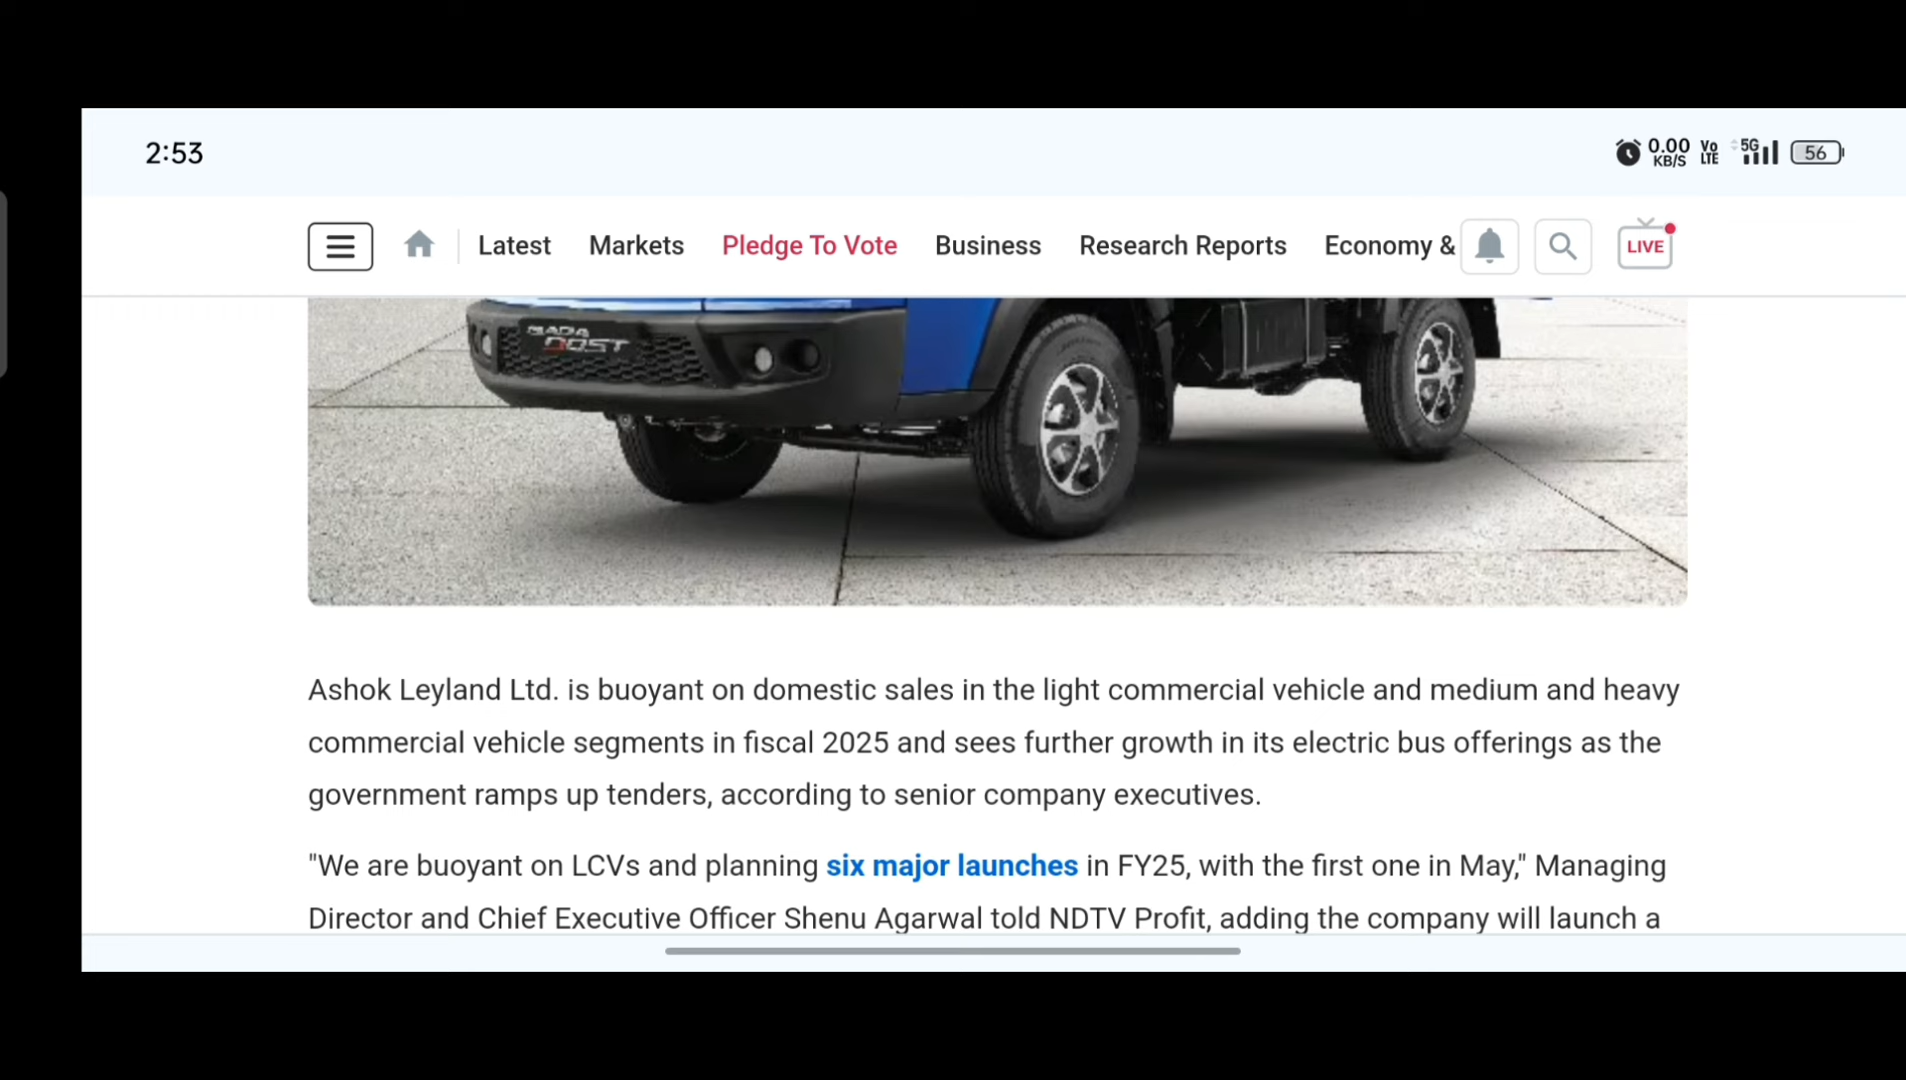 2:53
0.00 KB/S Vo LTE 5G 56
Latest Markets Pledge To Vote Business Research Reports Economy & LIVE
BADA
DOST
Ashok Leyland Ltd. is buoyant on domestic sales in the light commercial vehicle and medium and heavy
commercial vehicle segments in fiscal 2025 and sees further growth in its electric bus offerings as the
government ramps up tenders, according to senior company executives.
"We are buoyant on LCVs and planning six major launches in FY25, with the first one in May," Managing
Director and Chief Executive Officer Shenu Agarwal told NDTV Profit, adding the company will launch a